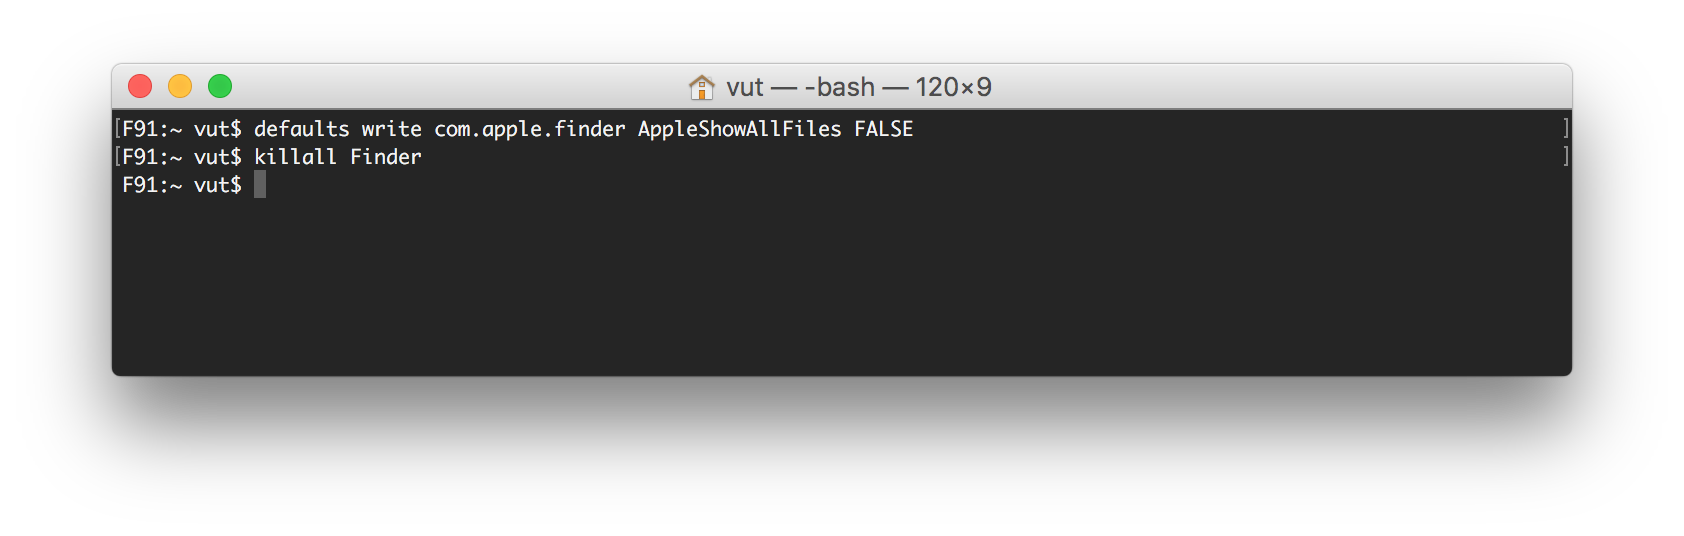 vut — -bash — 120×9
[F91:~ vut$ defaults write com.apple.finder AppleShowAllFiles FALSE ]
[F91:~ vut$ killall Finder ]
F91:~ vut$